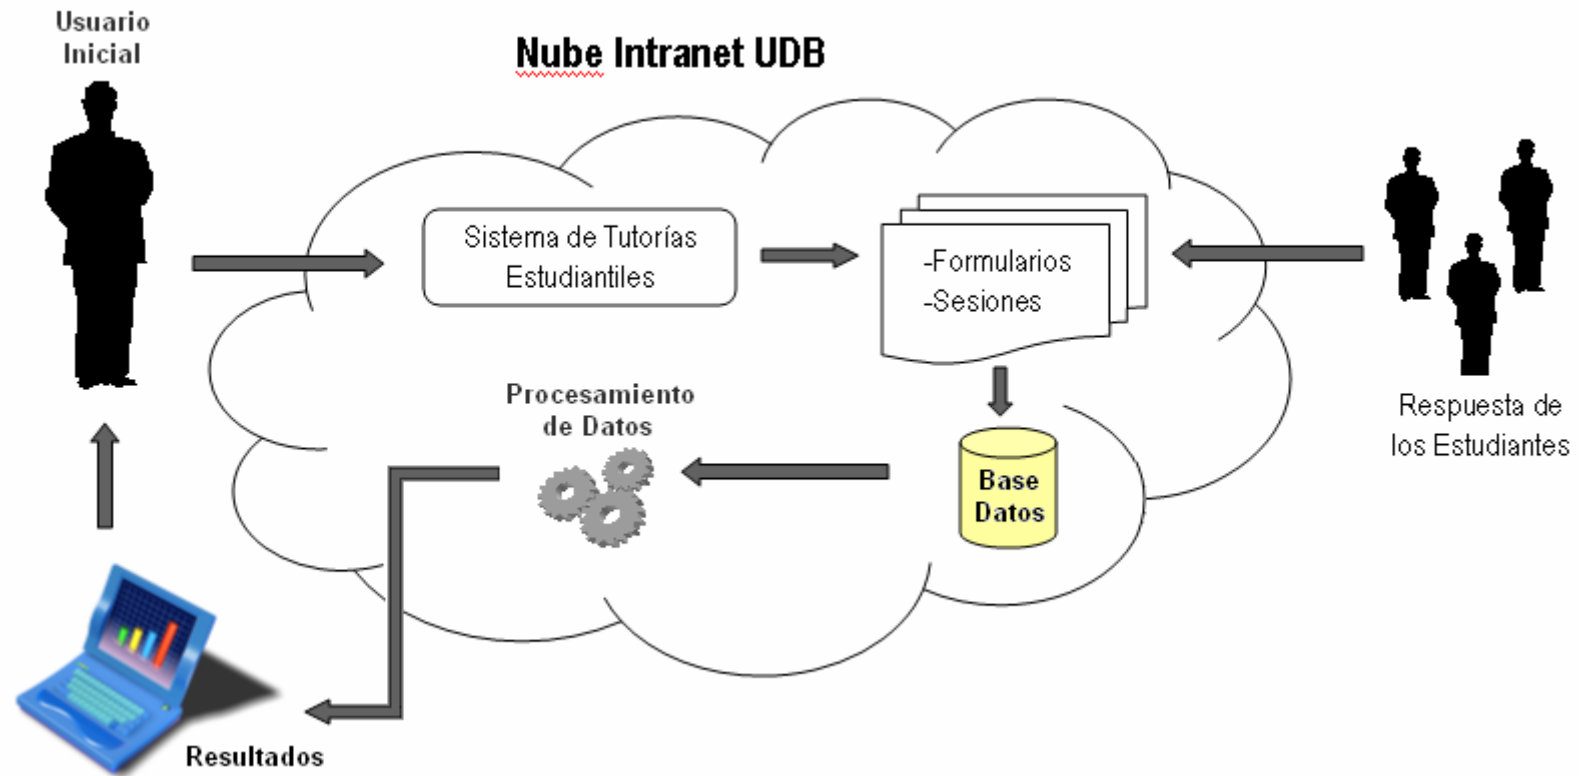 Usuario
Inicial
Nube Intranet UDB
Sistema de Tutorías
Estudiantiles
-Formularios
-Sesiones
Respuesta de
los Estudiantes
Procesamiento
de Datos
Base
Datos
Resultados